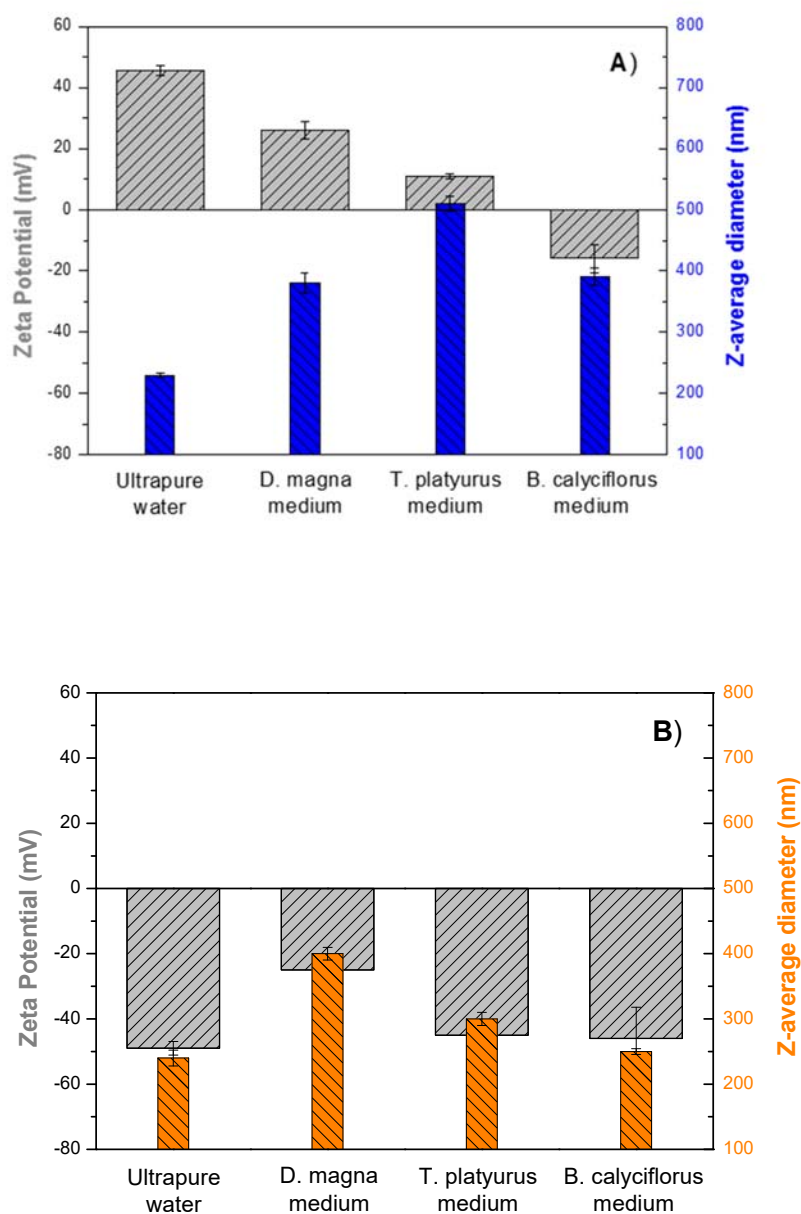 A)
Zeta Potential (mV)
60
40
20
0
-20
-40
-60
-80
800
700
600
500
400
300
200
100
Z-average diameter (nm)
Ultrapure
water
D. magna
medium
T. platyurus
medium
B. calyciflorus
medium
B)
Zeta Potential (mV)
60
40
20
0
-20
-40
-60
-80
800
700
600
500
400
300
200
100
Z-average diameter (nm)
Ultrapure
water
D. magna
medium
T. platyurus
medium
B. calyciflorus
medium